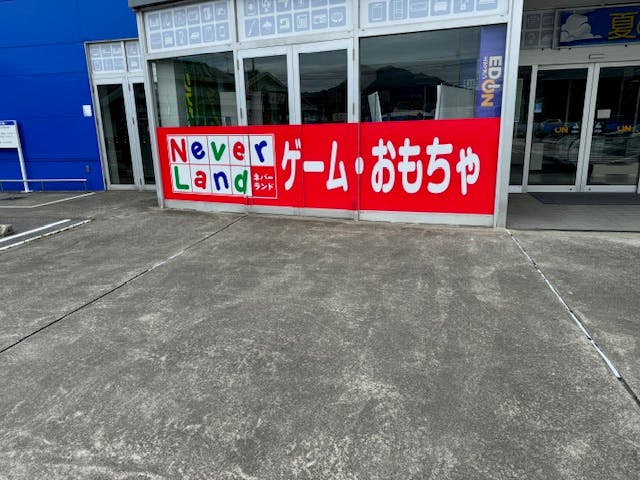 Never
Land
ネバー
ランド
ゲーム・おもちゃ
EDION
夏